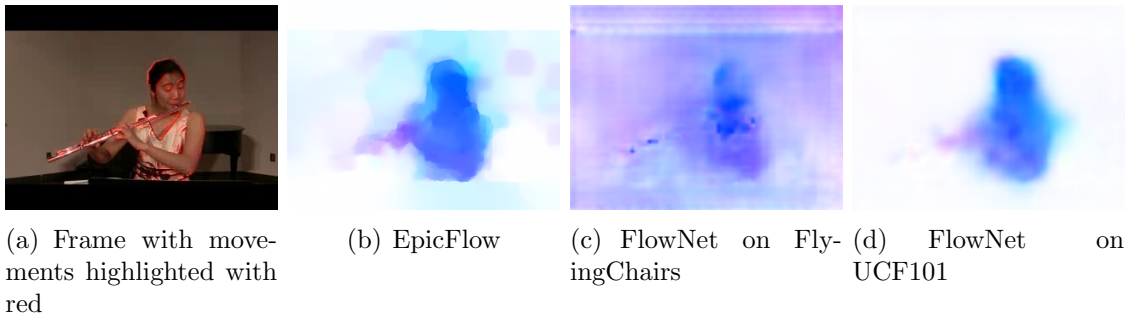 (a) Frame with move-
ments highlighted with
red
(b) EpicFlow
(c) FlowNet on Fly-
ingChairs
(d) FlowNet on
UCF101